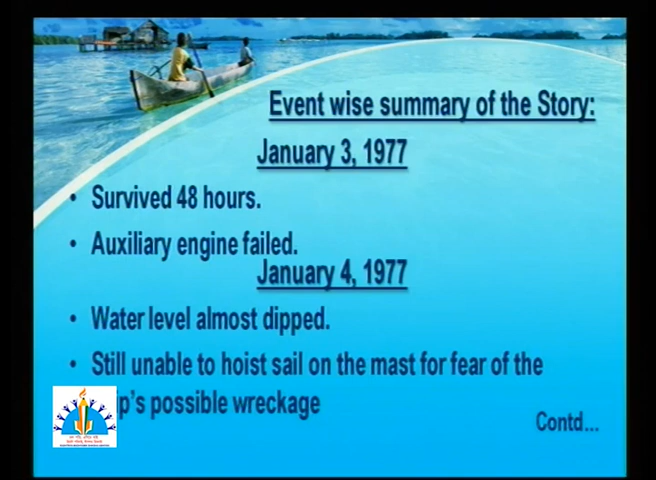 Event wise summary of the Story:
January 3, 1977
• Survived 48 hours.
• Auxiliary engine failed.
January 4, 1977
• Water level almost dipped.
• Still unable to hoist sail on the mast for fear of the
p's possible wreckage
Contd...